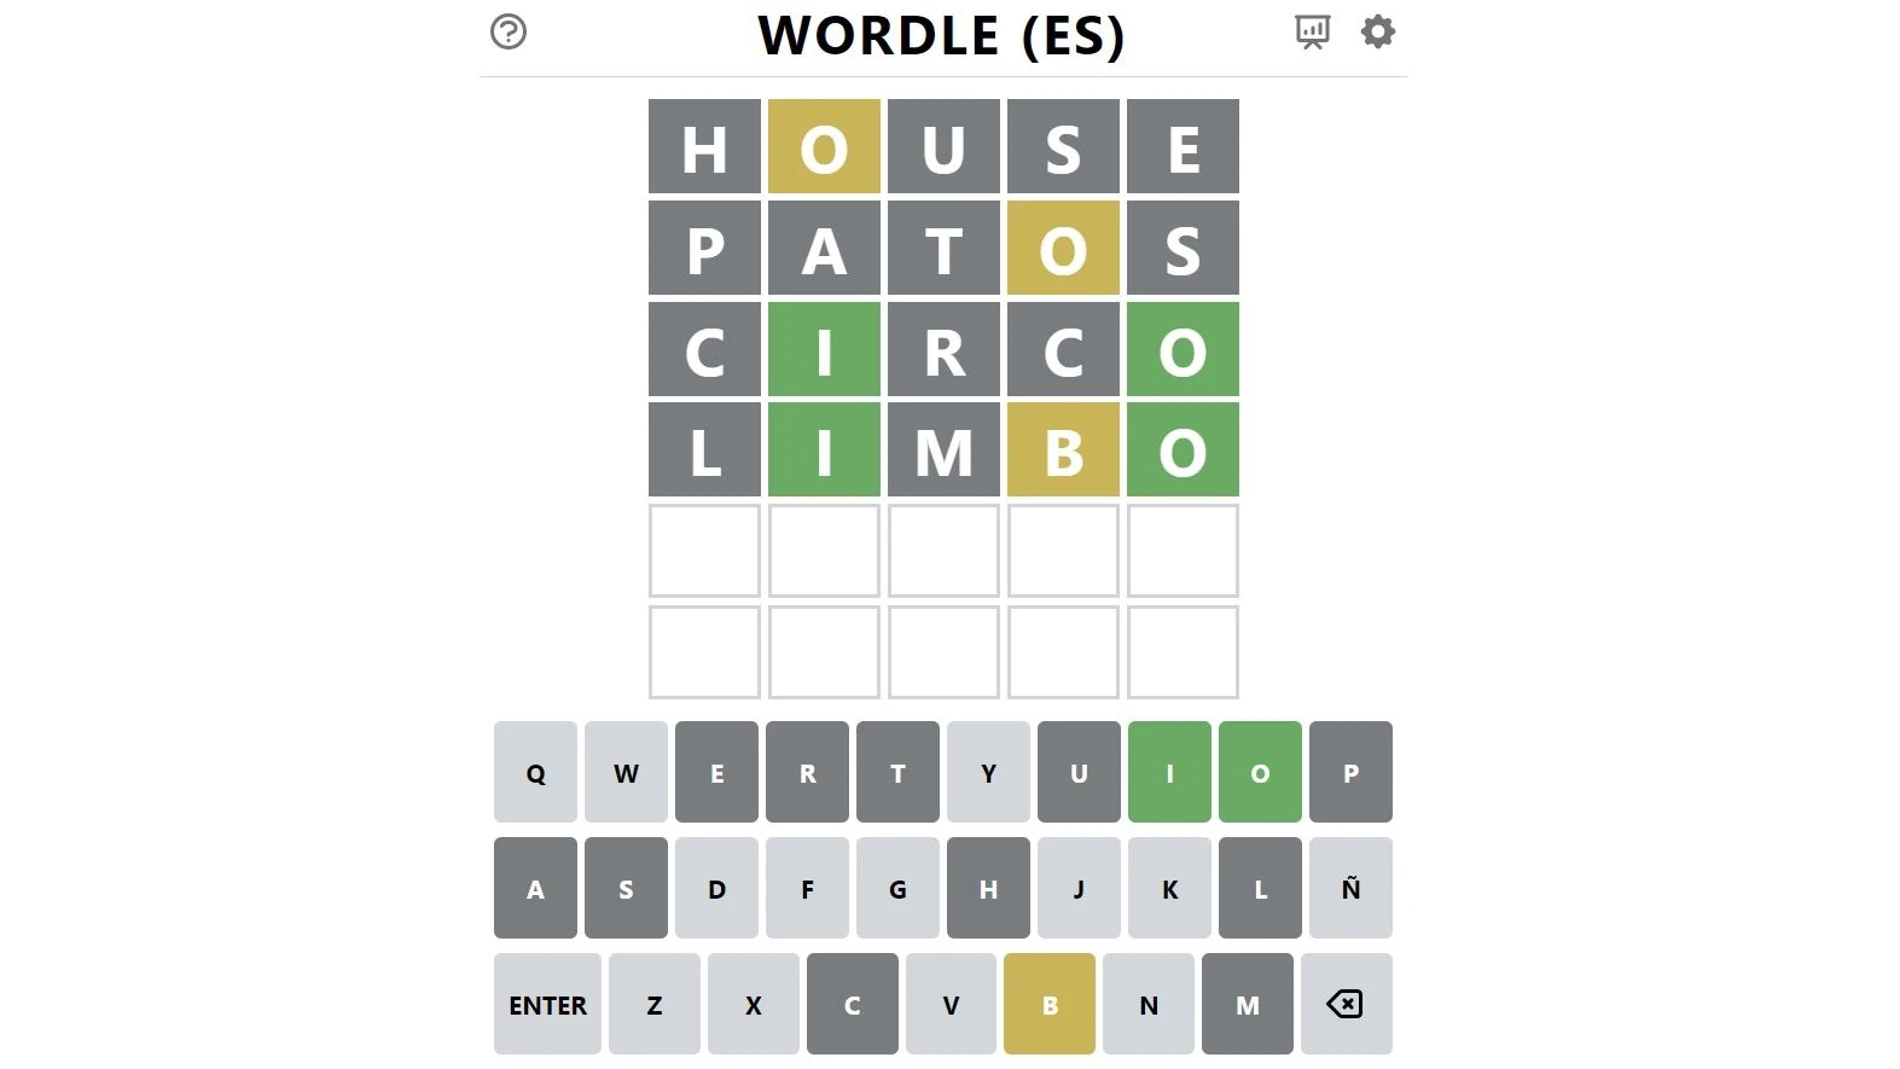 WORDLE (ES)
H O U S E
P A T O S
C I R C O
L I M B O
Q W E R T Y U I O P
A S D F G H J K L Ñ
ENTER Z X C V B N M